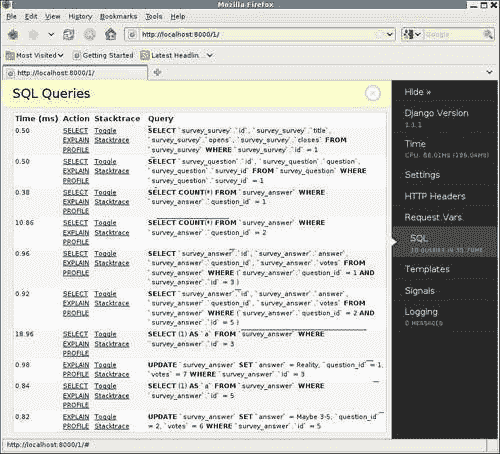 Mozilla Firefox
File Edit View History Bookmarks Tools Help
http://localhost:8000/1/
Google
Most Visited Getting Started Latest Headlin...
http://localhost:8000/1/
SQL Queries
Time (ms) Action Stacktrace Query
0.50 SELECT Toggle SELECT `survey_survey`.`id`, `survey_survey`.`title`,
EXPLAIN Stacktrace `survey_survey`.`opens`, `survey_survey`.`closes` FROM
PROFILE `survey_survey` WHERE `survey_survey`.`id` = 1
0.50 SELECT Toggle SELECT `survey_question`.`id`, `survey_question`.`question`,
EXPLAIN Stacktrace `survey_question`.`survey_id` FROM `survey_question` WHERE
PROFILE `survey_question`.`survey_id` = 1
0.38 SELECT Toggle SELECT COUNT(*) FROM `survey_answer` WHERE
EXPLAIN Stacktrace `survey_answer`.`question_id` = 1
PROFILE
10.86 SELECT Toggle SELECT COUNT(*) FROM `survey_answer` WHERE
EXPLAIN Stacktrace `survey_answer`.`question_id` = 2
PROFILE
0.96 SELECT Toggle SELECT `survey_answer`.`id`, `survey_answer`.`answer`,
EXPLAIN Stacktrace `survey_answer`.`question_id`, `survey_answer`.`votes` FROM
PROFILE `survey_answer` WHERE (`survey_answer`.`question_id` = 1 AND
`survey_answer`.`id` = 3 )
0.92 SELECT Toggle SELECT `survey_answer`.`id`, `survey_answer`.`answer`,
EXPLAIN Stacktrace `survey_answer`.`question_id`, `survey_answer`.`votes` FROM
PROFILE `survey_answer` WHERE (`survey_answer`.`question_id` = 2 AND
`survey_answer`.`id` = 5 )
18.96 SELECT Toggle SELECT (1) AS `a` FROM `survey_answer` WHERE
EXPLAIN Stacktrace `survey_answer`.`id` = 3
PROFILE
0.98 EXPLAIN Toggle UPDATE `survey_answer` SET `answer` = Reality, `question_id` = 1,
PROFILE Stacktrace `votes` = 7 WHERE `survey_answer`.`id` = 3
0.84 SELECT Toggle SELECT (1) AS `a` FROM `survey_answer` WHERE
EXPLAIN Stacktrace `survey_answer`.`id` = 5
PROFILE
0.82 EXPLAIN Toggle UPDATE `survey_answer` SET `answer` = Maybe 3-5, `question_id`
PROFILE Stacktrace = 2, `votes` = 6 WHERE `survey_answer`.`id` = 5
Hide »
Django Version
1.1.1
Time
CPU: 88.01MS (186.04MS)
Settings
HTTP Headers
Request Vars
SQL
10 QUERIES IN 35.70MS
Templates
Signals
Logging
0 MESSAGES
http://localhost:8000/1/#